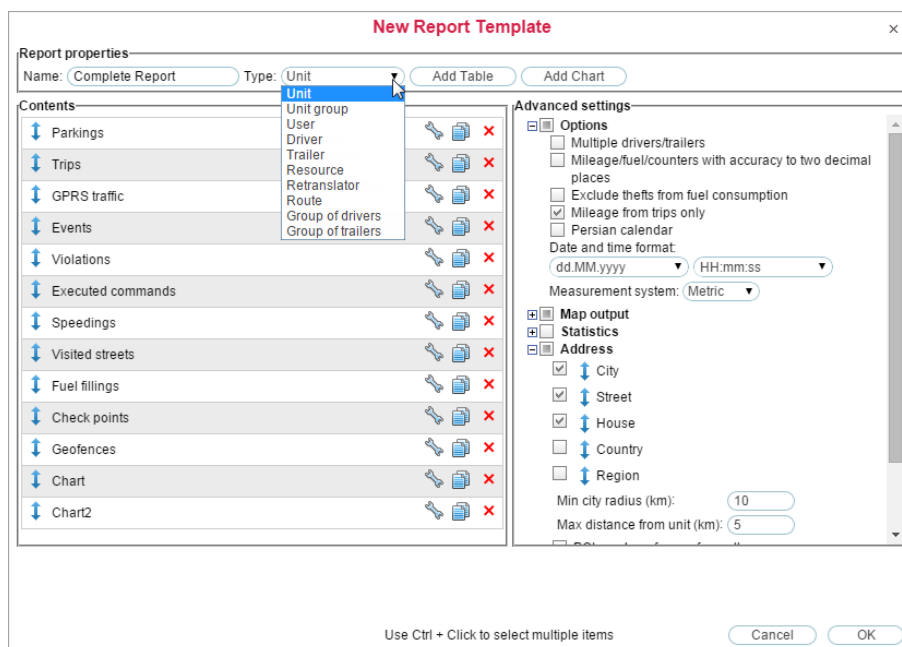 New Report Template
×
Report properties
Name: Complete Report Type: Unit Add Table Add Chart
Unit
Unit group
User
Driver
Trailer
Resource
Retranslator
Route
Group of drivers
Group of trailers
Contents
Parkings
Trips
GPRS traffic
Events
Violations
Executed commands
Speedings
Visited streets
Fuel fillings
Check points
Geofences
Chart
Chart2
Advanced settings
Options
Multiple drivers/trailers
Mileage/fuel/counters with accuracy to two decimal
places
Exclude thefts from fuel consumption
Mileage from trips only
Persian calendar
Date and time format:
dd.MM.yyyy HH:mm:ss
Measurement system: Metric
Map output
Statistics
Address
City
Street
House
Country
Region
Min city radius (km): 10
Max distance from unit (km): 5
Use Ctrl + Click to select multiple items
Cancel OK